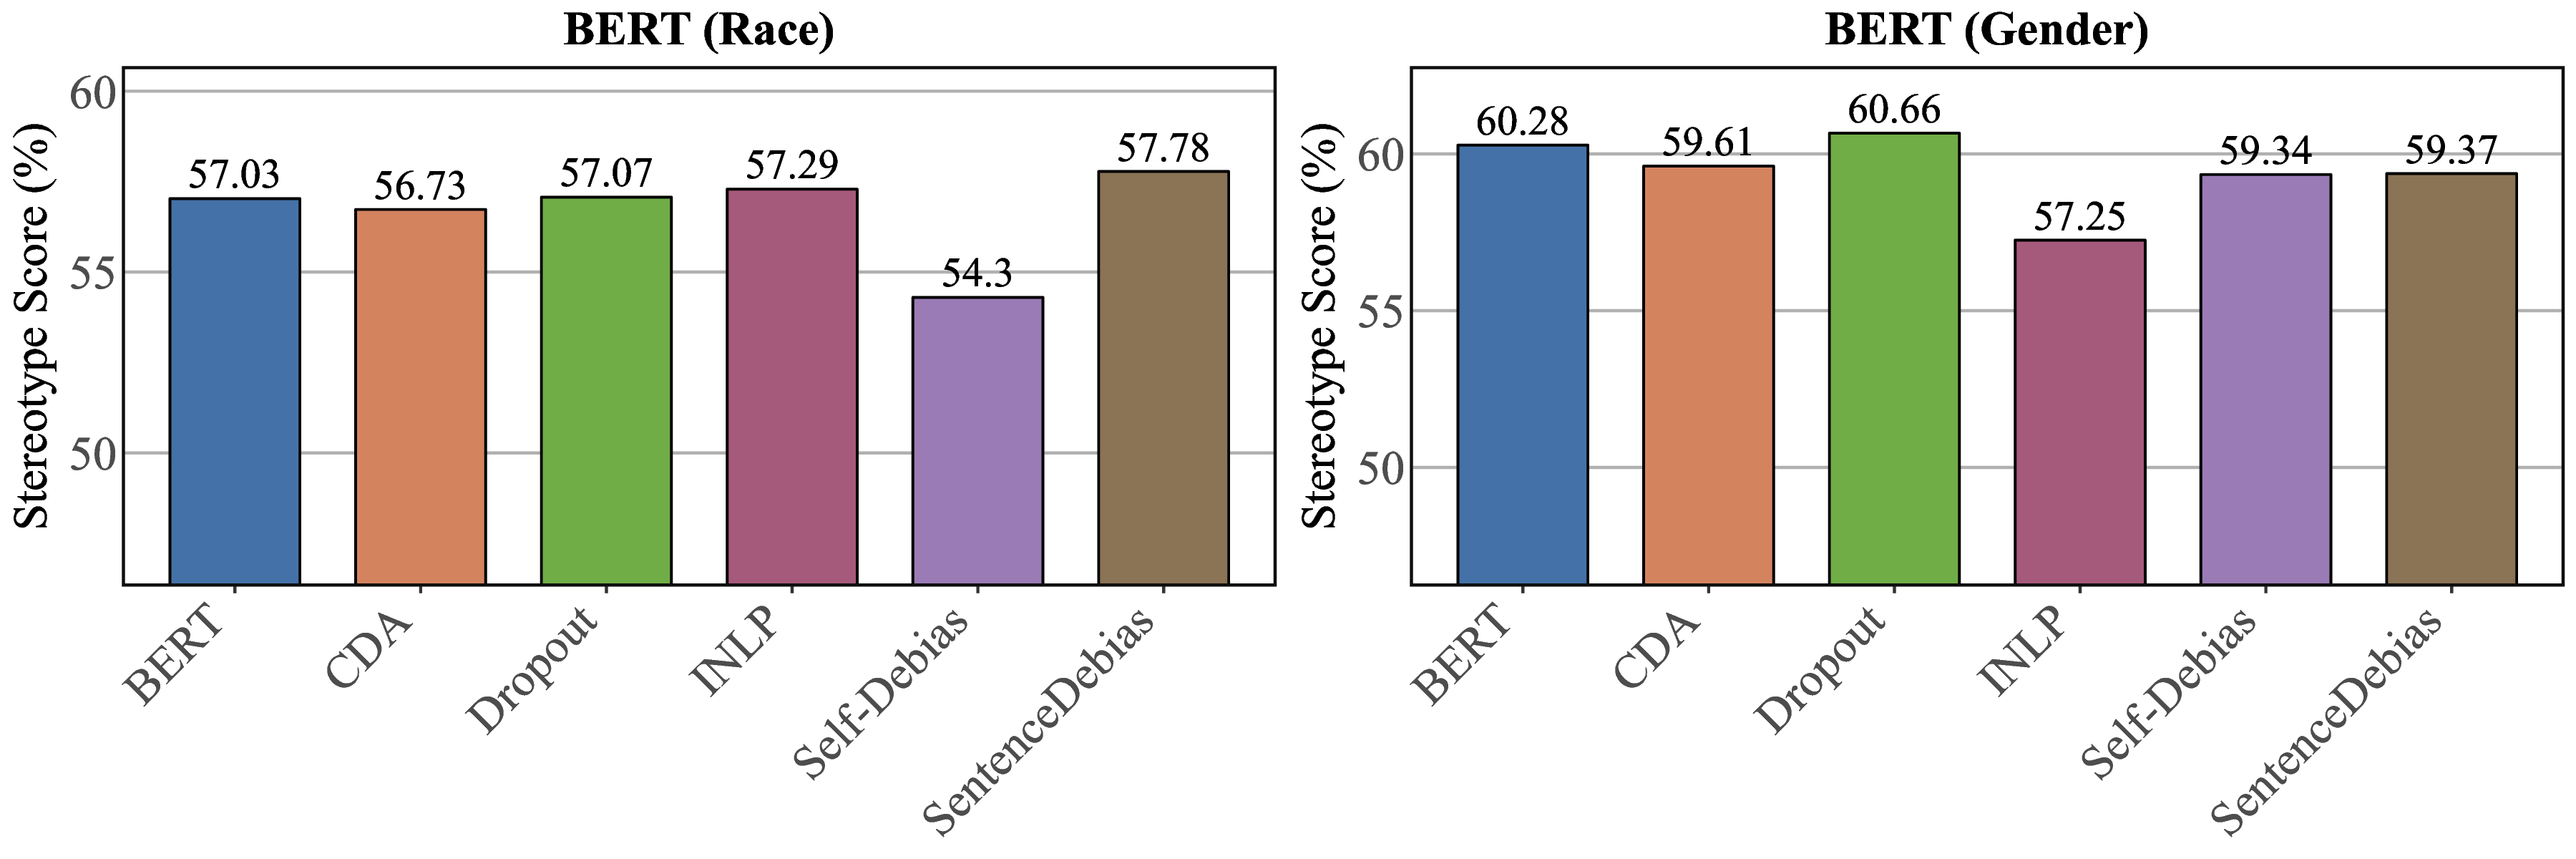 BERT (Race)
Stereotype Score (%)
60
55
50
57.03
56.73
57.07
57.29
54.3
57.78
BERT
CDA
Dropout
INLP
Self-Debias
SentenceDebias
BERT (Gender)
Stereotype Score (%)
60
55
50
60.28
59.61
60.66
57.25
59.34
59.37
BERT
CDA
Dropout
INLP
Self-Debias
SentenceDebias